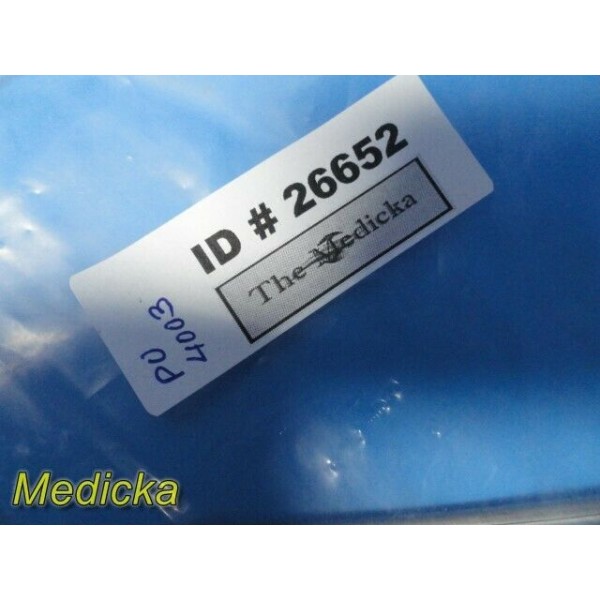 ID # 26652
The Medicka
PU
4003
Medicka